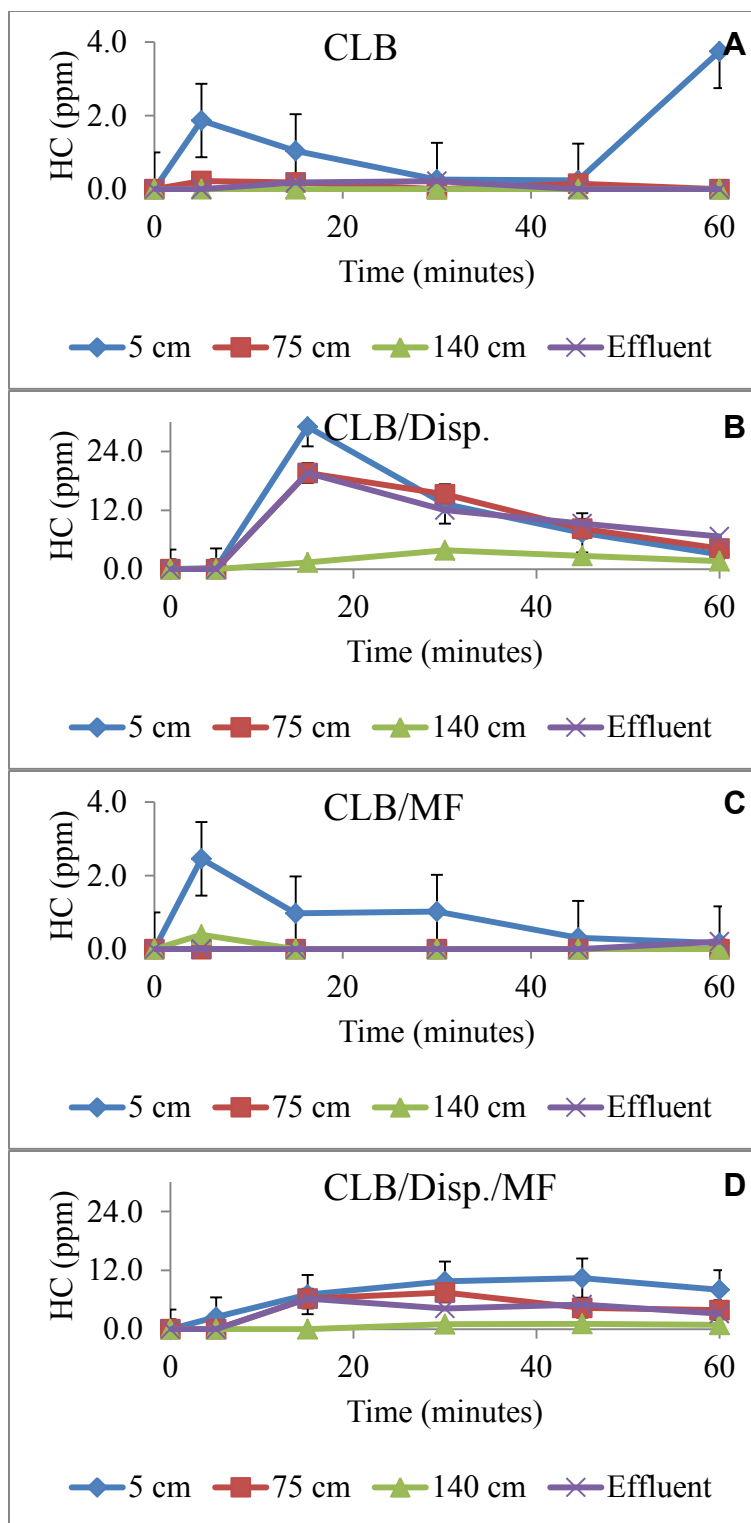 CLB
A
4.0
2.0
0.0
HC (ppm)
0 20 40 60
Time (minutes)
5 cm 75 cm 140 cm Effluent
CLB/Disp.
B
24.0
12.0
0.0
HC (ppm)
0 20 40 60
Time (minutes)
5 cm 75 cm 140 cm Effluent
CLB/MF
C
4.0
2.0
0.0
HC (ppm)
0 20 40 60
Time (minutes)
5 cm 75 cm 140 cm Effluent
CLB/Disp./MF
D
24.0
12.0
0.0
HC (ppm)
0 20 40 60
Time (minutes)
5 cm 75 cm 140 cm Effluent